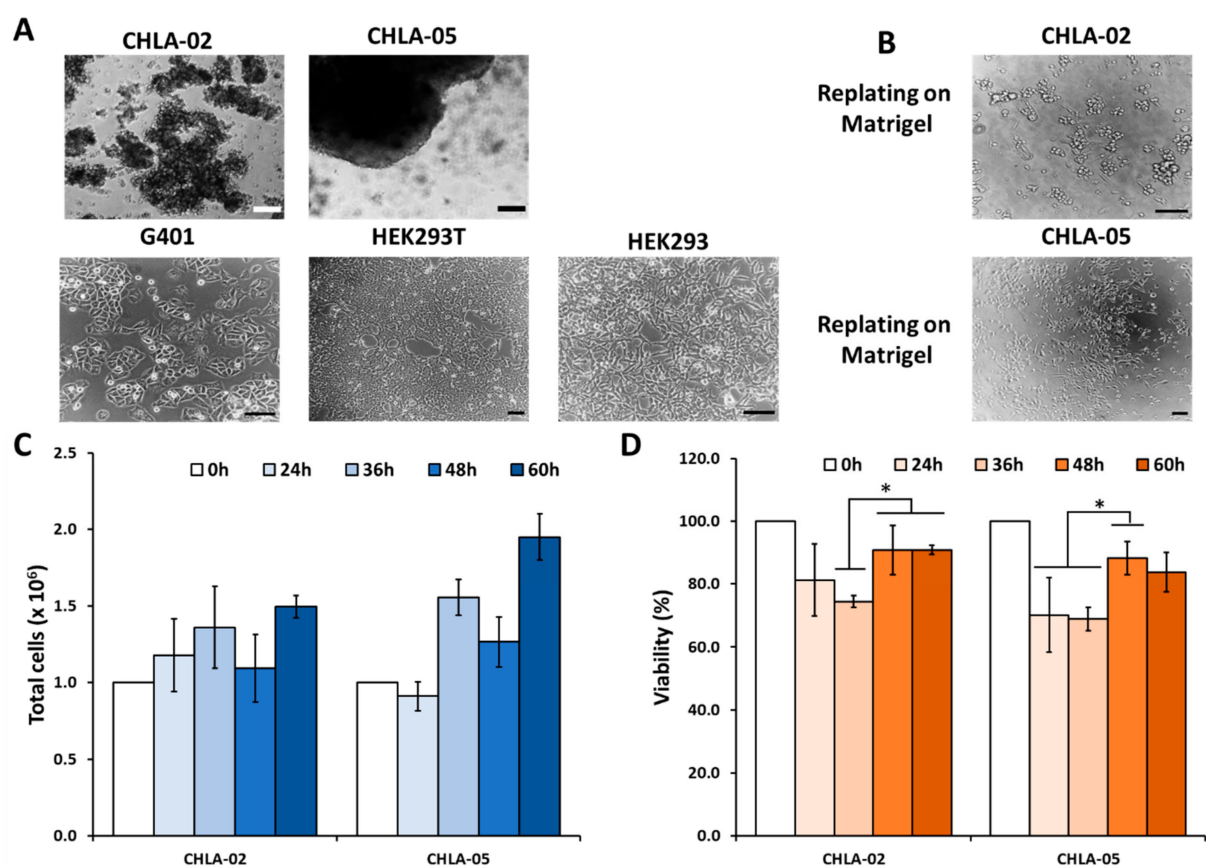 A
CHLA-02
CHLA-05
G401
HEK293T
HEK293
B
CHLA-02
Replating on
Matrigel
CHLA-05
Replating on
Matrigel
C
Total cells (x 10⁶)
2.5
2.0
1.5
1.0
0.5
0.0
0h 24h 36h 48h 60h
CHLA-02 CHLA-05
D
Viability (%)
120.0
100.0
80.0
60.0
40.0
20.0
0.0
0h 24h 36h 48h 60h
* *
CHLA-02 CHLA-05